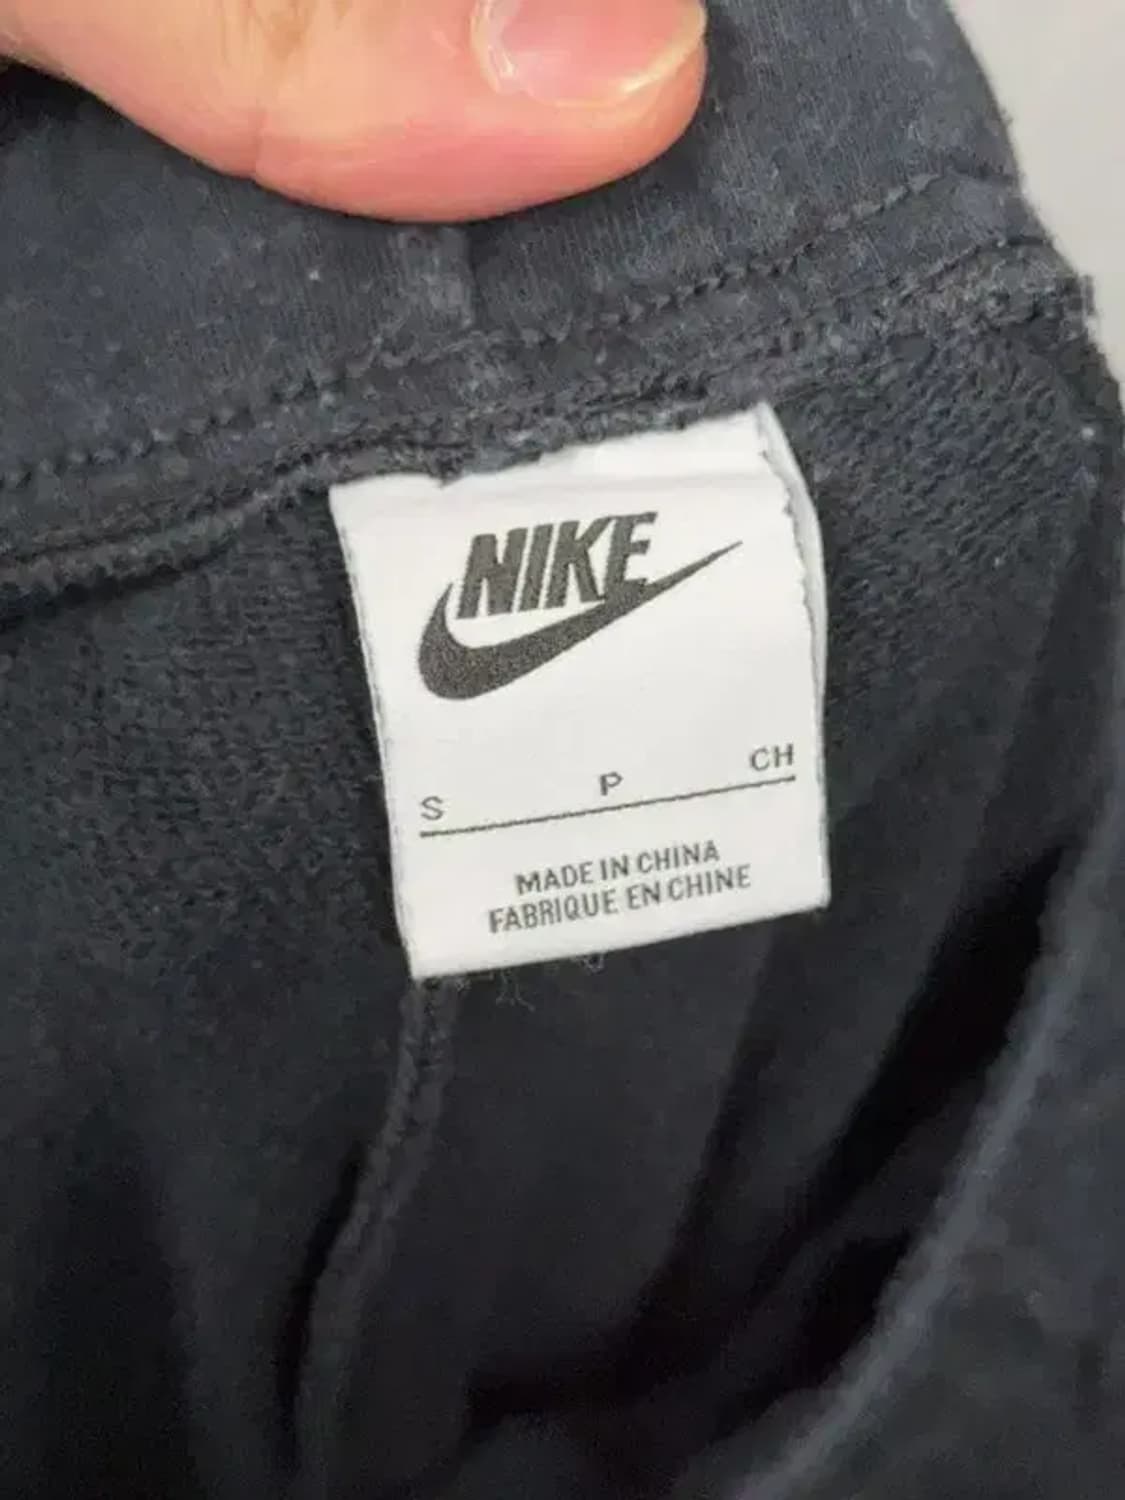 NIKE
S P CH
MADE IN CHINA
FABRIQUE EN CHINE